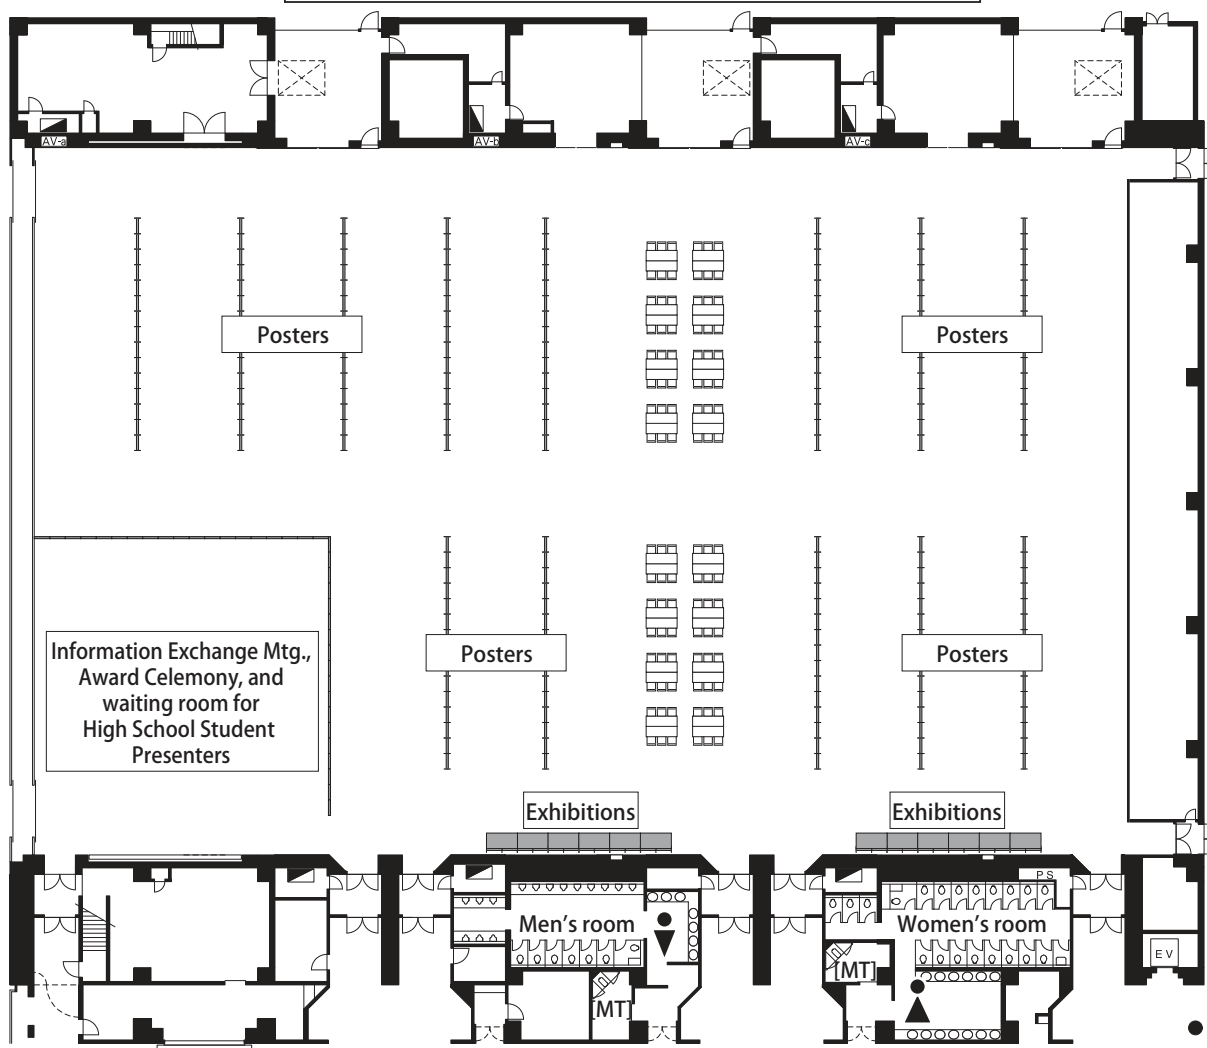 AV-a
AV-b
AV-c
Posters
Posters
Information Exchange Mtg.,
Award Celemony, and
waiting room for
High School Student
Presenters
Posters
Posters
Exhibitions
Exhibitions
PS
Men's room
Women's room
EV
[MT]
[MT]